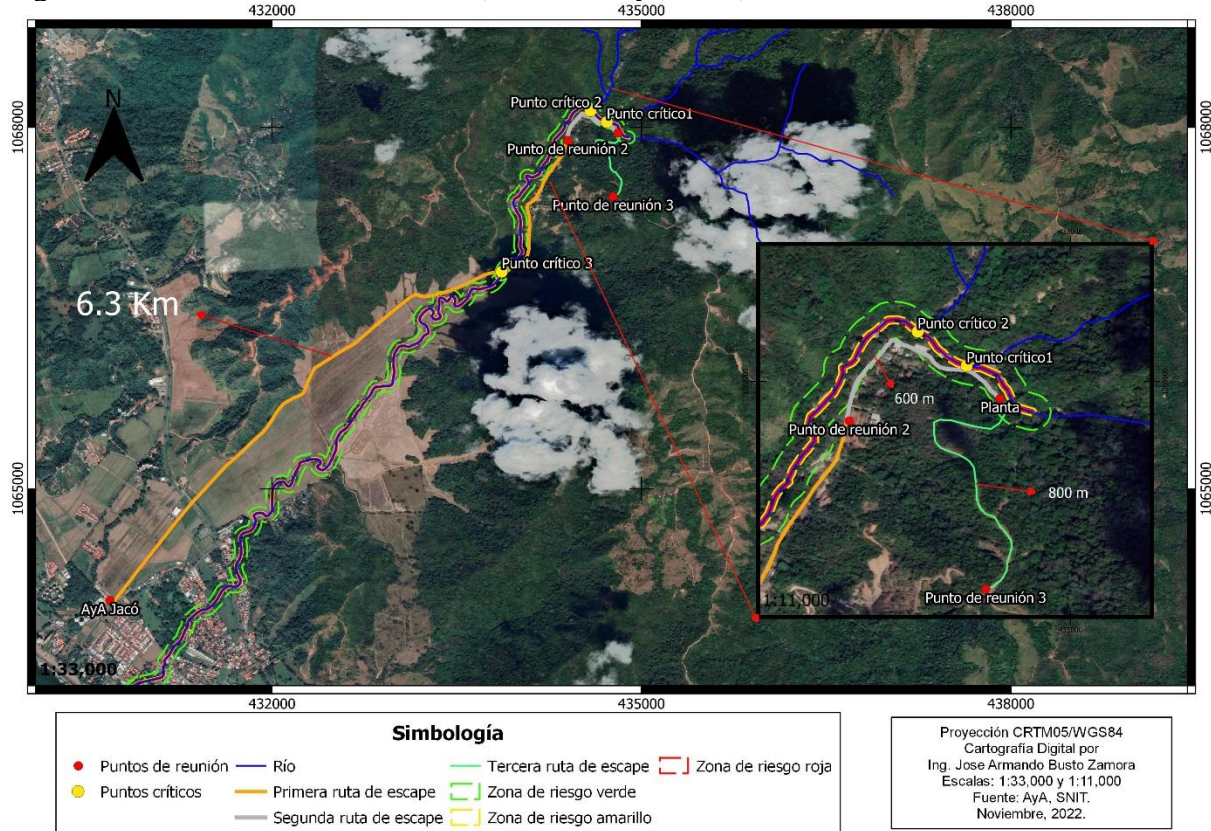 432000
435000
438000
N
1068000
1068000
Punto crítico 2
Punto crítico1
Punto de reunión 2
Punto de reunión 3
Punto crítico 3
6.3 Km
Punto crítico 2
Punto crítico1
600 m
Planta
Punto de reunión 2
800 m
Punto de reunión 3
1:11,000
1065000
1065000
AyA Jacó
1:33,000
432000
435000
438000
Simbología
Puntos de reunión
Río
Tercera ruta de escape
Zona de riesgo roja
Puntos críticos
Primera ruta de escape
Zona de riesgo verde
Segunda ruta de escape
Zona de riesgo amarillo
Proyección CRTM05/WGS84
Cartografía Digital por
Ing. Jose Armando Busto Zamora
Escalas: 1:33,000 y 1:11,000
Fuente: AyA, SNIT.
Noviembre, 2022.